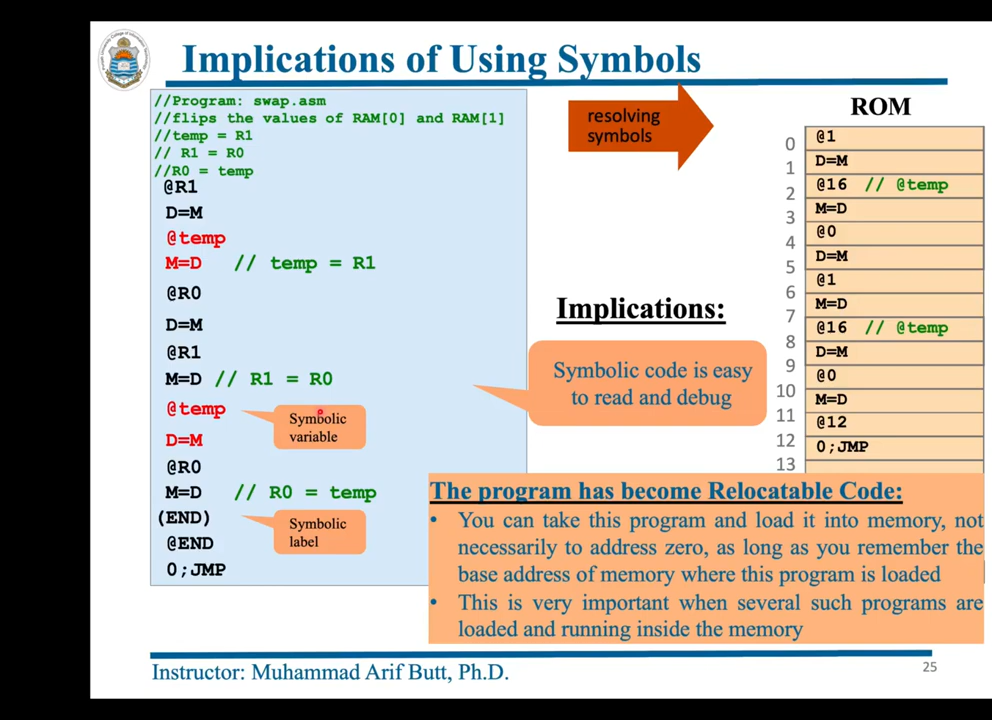 Implications of Using Symbols
//Program: swap.asm
//flips the values of RAM[0] and RAM[1]
//temp = R1
// R1 = R0
//R0 = temp
@R1
D=M
@temp
M=D // temp = R1
@R0
D=M
@R1
M=D // R1 = R0
@temp
Symbolic
variable
D=M
@R0
M=D // R0 = temp
(END)
Symbolic
label
@END
0;JMP
resolving
symbols
Implications:
Symbolic code is easy
to read and debug
ROM
0 @1
1 D=M
2 @16 // @temp
3 M=D
4 @0
5 D=M
6 @1
7 M=D
8 @16 // @temp
9 D=M
10 @0
11 M=D
12 @12
13 0;JMP
The program has become Relocatable Code:
• You can take this program and load it into memory, not
necessarily to address zero, as long as you remember the
base address of memory where this program is loaded
• This is very important when several such programs are
loaded and running inside the memory
Instructor: Muhammad Arif Butt, Ph.D.
25